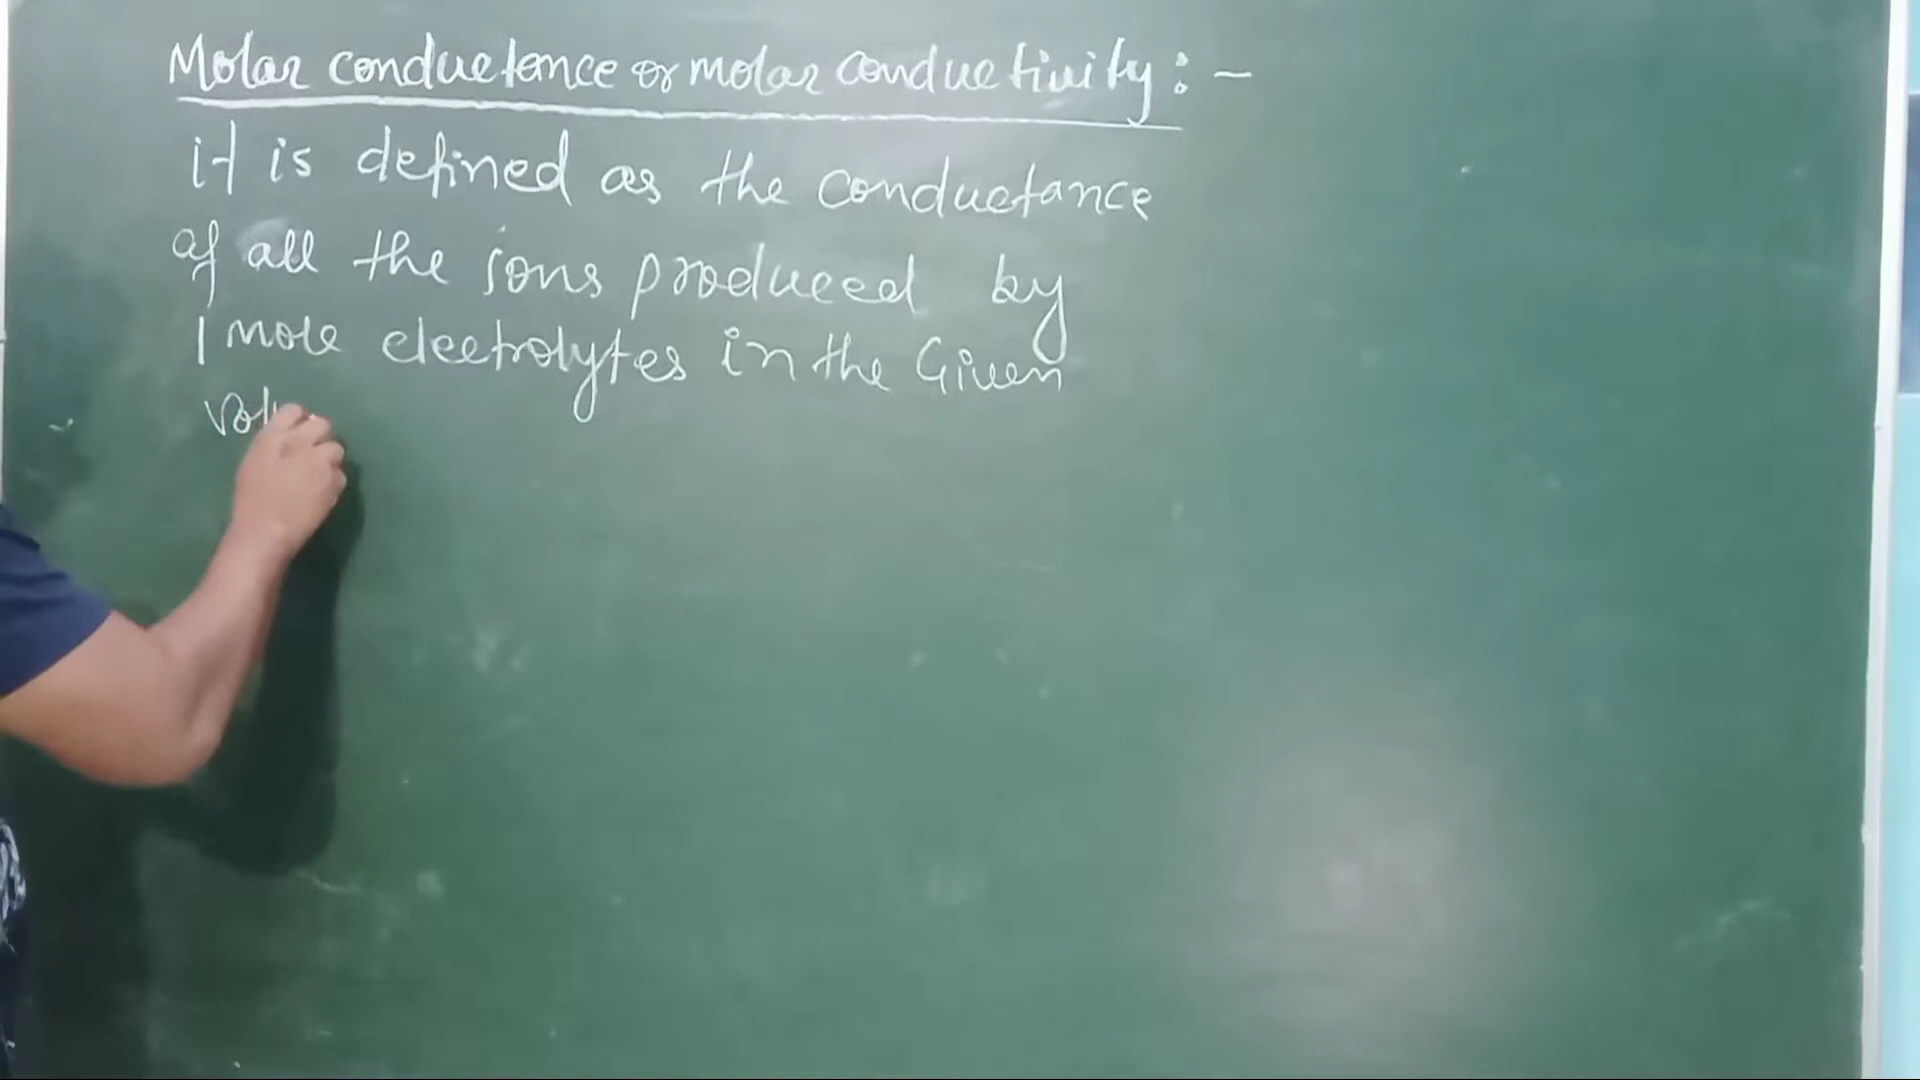 Molar conductance or molar conductivity : -
it is defined as the conductance
of all the ions produced by
1 mole electrolytes in the Given